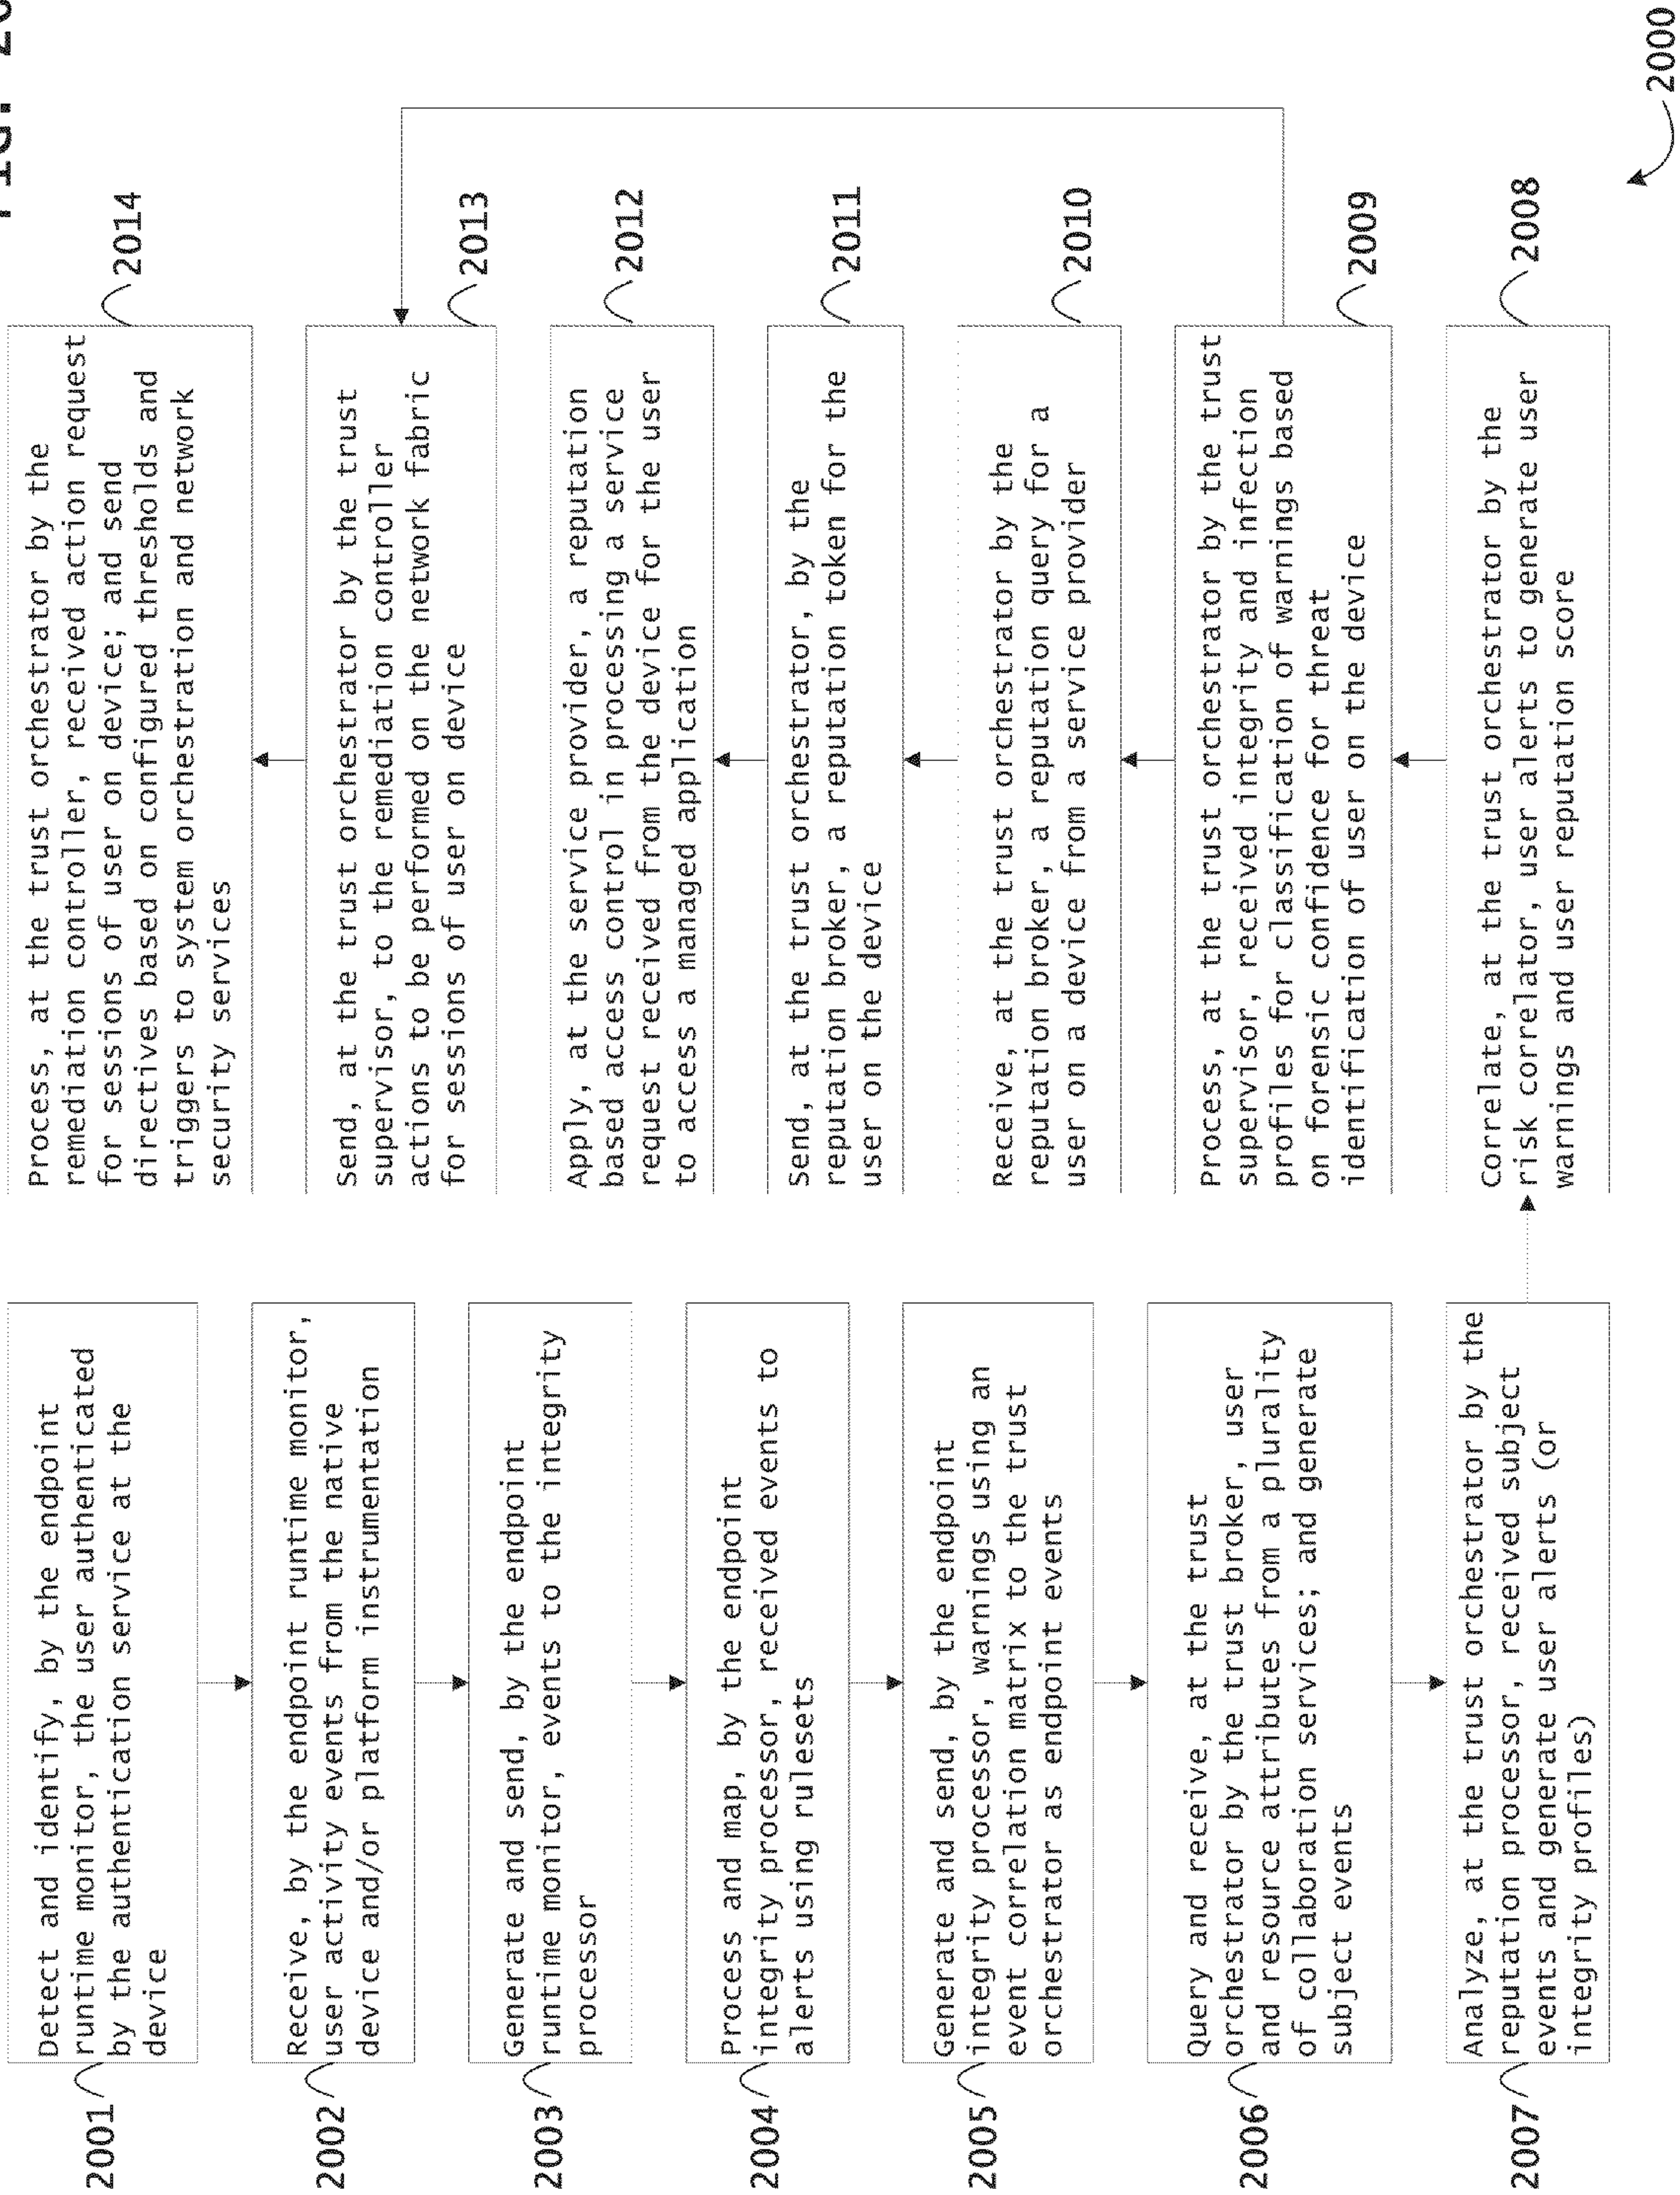 FIG. 20
2001
Detect and identify, by the endpoint
runtime monitor, the user authenticated
by the authentication service at the
device
2002
Receive, by the endpoint runtime monitor,
user activity events from the native
device and/or platform instrumentation
2003
Generate and send, by the endpoint
runtime monitor, events to the integrity
processor
2004
Process and map, by the endpoint
integrity processor, received events to
alerts using rulesets
2005
Generate and send, by the endpoint
integrity processor, warnings using an
event correlation matrix to the trust
orchestrator as endpoint events
2006
Query and receive, at the trust
orchestrator by the trust broker, user
and resource attributes from a plurality
of collaboration services; and generate
subject events
2007
Analyze, at the trust orchestrator by the
reputation processor, received subject
events and generate user alerts (or
integrity profiles)
Process, at the trust orchestrator by the
remediation controller, received action request
for sessions of user on device; and send
directives based on configured thresholds and
triggers to system orchestration and network
security services
2014
Send, at the trust orchestrator by the trust
supervisor, to the remediation controller
actions to be performed on the network fabric
for sessions of user on device
2013
Apply, at the service provider, a reputation
based access control in processing a service
request received from the device for the user
to access a managed application
2012
Send, at the trust orchestrator, by the
reputation broker, a reputation token for the
user on the device
2011
Receive, at the trust orchestrator by the
reputation broker, a reputation query for a
user on a device from a service provider
2010
Process, at the trust orchestrator by the trust
supervisor, received integrity and infection
profiles for classification of warnings based
on forensic confidence for threat
identification of user on the device
2009
Correlate, at the trust orchestrator by the
risk correlator, user alerts to generate user
warnings and user reputation score
2008
2000